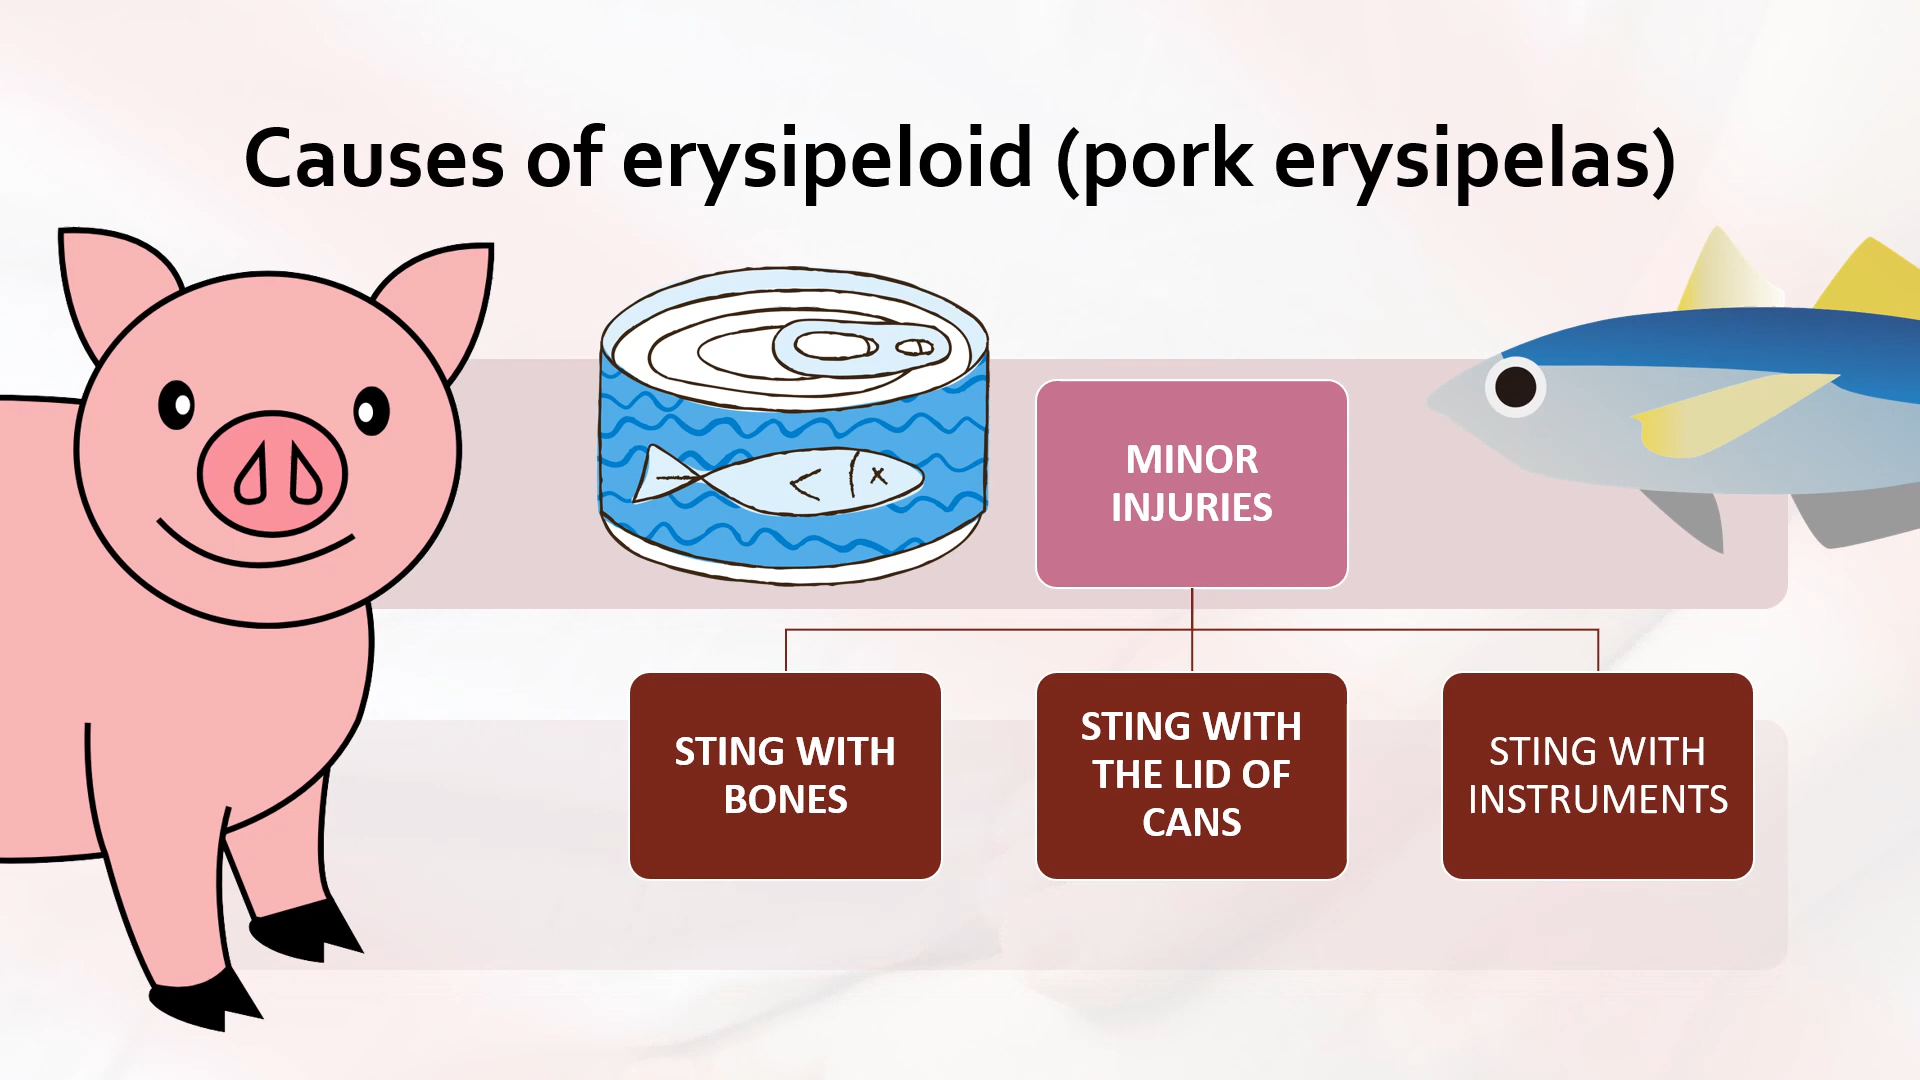 Causes of erysipeloid (pork erysipelas)
MINOR
INJURIES
STING WITH
BONES
STING WITH
THE LID OF
CANS
STING WITH
INSTRUMENTS